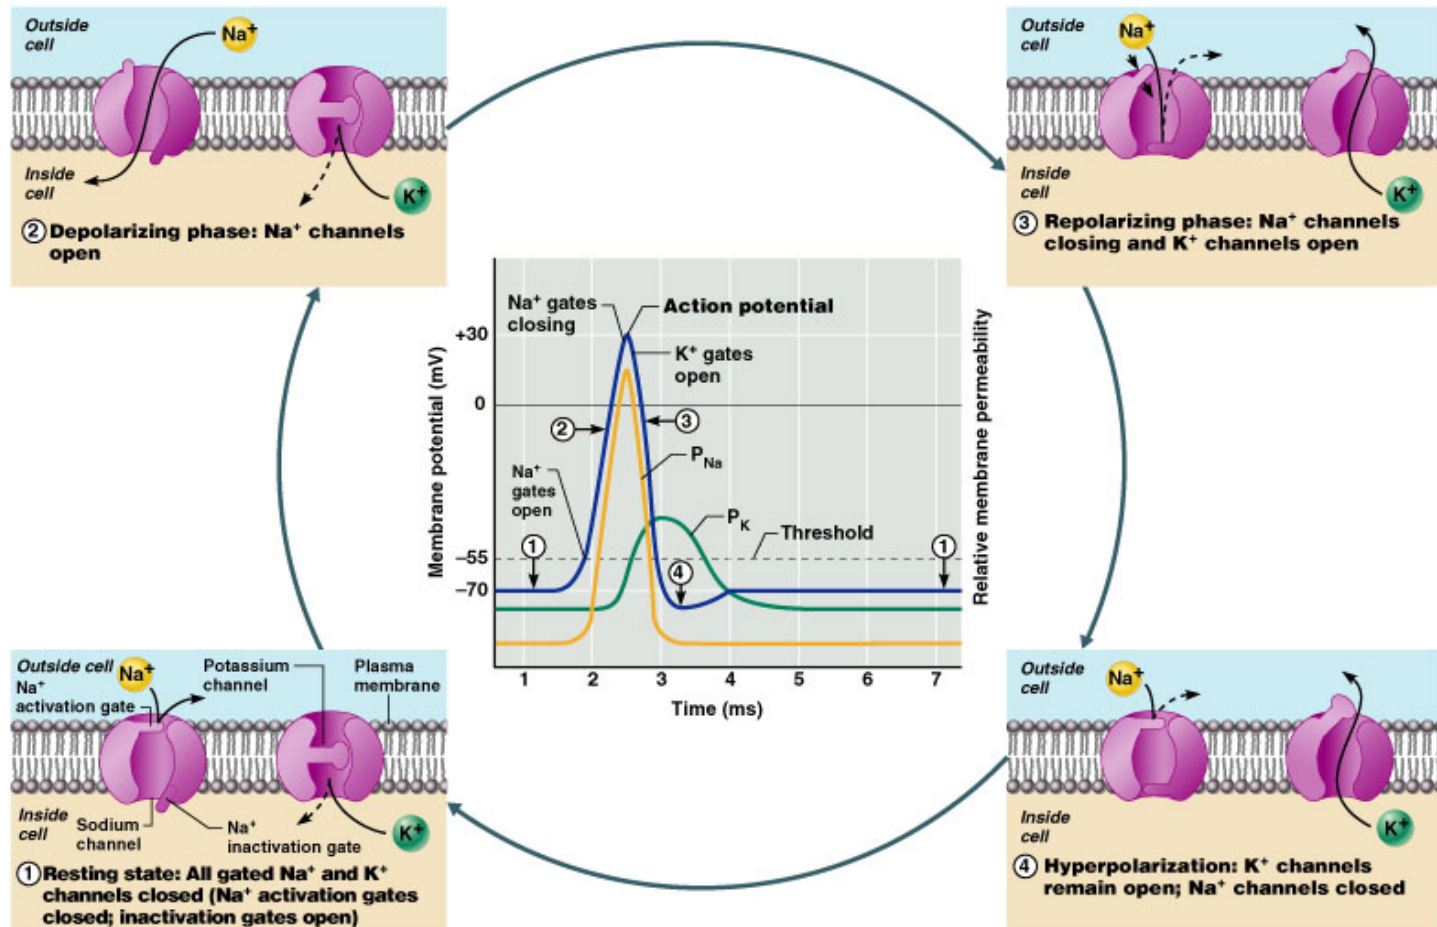 Outside
cell
Na⁺
K⁺
Inside
cell
② Depolarizing phase: Na⁺ channels
open
Outside
cell
Na⁺
K⁺
Inside
cell
③ Repolarizing phase: Na⁺ channels
closing and K⁺ channels open
Membrane potential (mV)
+30
0
–55
–70
Na⁺ gates
closing
Action potential
K⁺ gates
open
②
③
Na⁺
gates
open
P_Na
P_K
Threshold
①
④
①
Relative membrane permeability
1 2 3 4 5 6 7
Time (ms)
Outside cell
Na⁺
Na⁺
activation gate
Potassium
channel
Plasma
membrane
Inside
cell
Sodium
channel
Na⁺
inactivation gate
K⁺
① Resting state: All gated Na⁺ and K⁺
channels closed (Na⁺ activation gates
closed; inactivation gates open)
Outside
cell
Na⁺
Inside
cell
K⁺
④ Hyperpolarization: K⁺ channels
remain open; Na⁺ channels closed